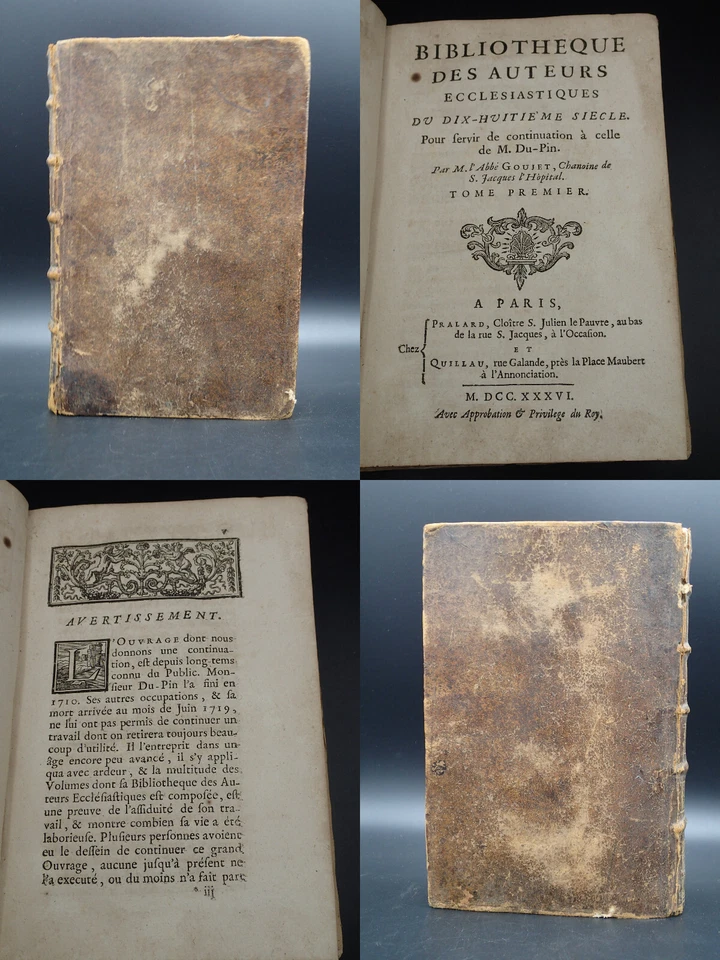 BIBLIOTHEQUE
DES AUTEURS
ECCLESIASTIQUES
DU DIX-HUITIE'ME SIECLE.
Pour ſervir de continuation à celle
de M. Du-Pin.
Par M. l'Abbé GOUJET, Chanoine de
S. Jacques l'Hôpital.
TOME PREMIER.
A PARIS,
Chez
PRALARD, Cloître S. Julien le Pauvre, au bas
de la rue S. Jacques, à l'Occaſion.
ET
QUILLAU, rue Galande, près la Place Maubert
à l'Annonciation.
M. DCC. XXXVI.
Avec Approbation & Privilege du Roy.
v
AVERTISSEMENT.
L'OUVRAGE dont nous
donnons une continua-
tion, eſt depuis long-tems
connu du Public. Mon-
ſieur Du-Pin l'a fini en
1710. Ses autres occupations, & ſa
mort arrivée au mois de Juin 1719,
ne lui ont pas permis de continuer un
travail dont on retirera toujours beau-
coup d'utilité. Il l'entreprit dans un
âge encore peu avancé, il s'y appli-
qua avec ardeur, & la multitude des
Volumes dont ſa Bibliotheque des Au-
teurs Eccléſiaſtiques eſt compoſée, eſt
une preuve de l'aſſiduité de ſon tra-
vail, & montre combien ſa vie a été
laborieuſe. Pluſieurs perſonnes avoient
eu le deſſein de continuer ce grand
Ouvrage, aucune juſqu'à préſent ne
l'a executé, ou du moins n'a fait part
* iij